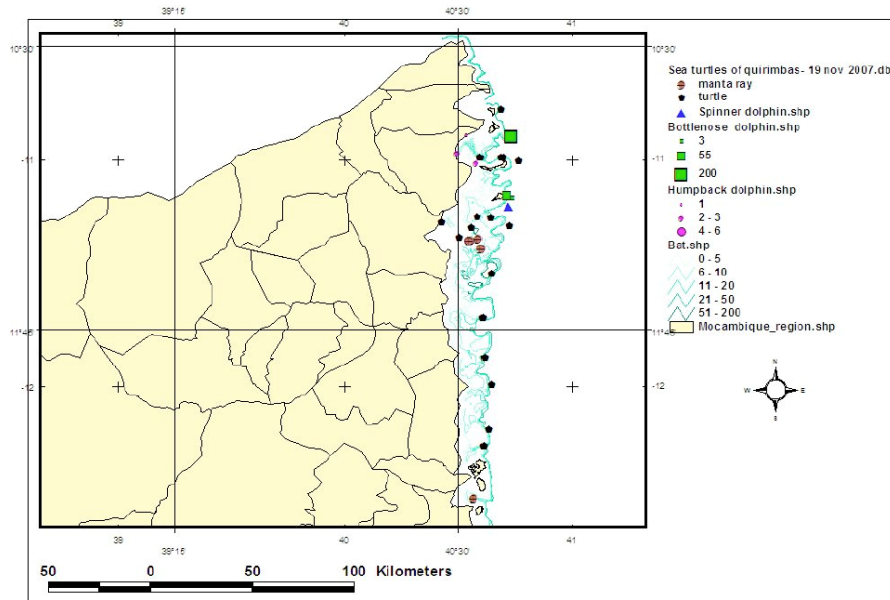 39 39°15' 40 40°30 41
10°30 10°30
Sea turtles of quirimbas- 19 nov 2007.db
manta ray
turtle
Spinner dolphin.shp
Bottlenose dolphin.shp
3
55
200
-11 -11
Humpback dolphin.shp
1
2 - 3
4 - 6
Bat.shp
0 - 5
6 - 10
11 - 20
21 - 50
51 - 200
Mocambique_region.shp
11°45 11°45
-12 -12
N
W E
S
39 39°15' 40 40°30 41
50 0 50 100 Kilometers